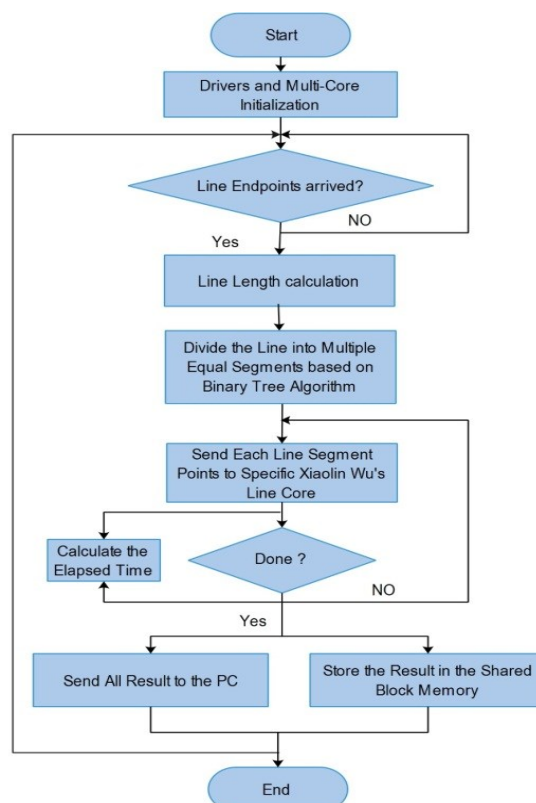 Start
Drivers and Multi-Core
Initialization
Line Endpoints arrived?
NO
Yes
Line Length calculation
Divide the Line into Multiple
Equal Segments based on
Binary Tree Algorithm
Send Each Line Segment
Points to Specific Xiaolin Wu's
Line Core
Calculate the
Elapsed Time
Done ?
NO
Yes
Send All Result to the PC
Store the Result in the Shared
Block Memory
End